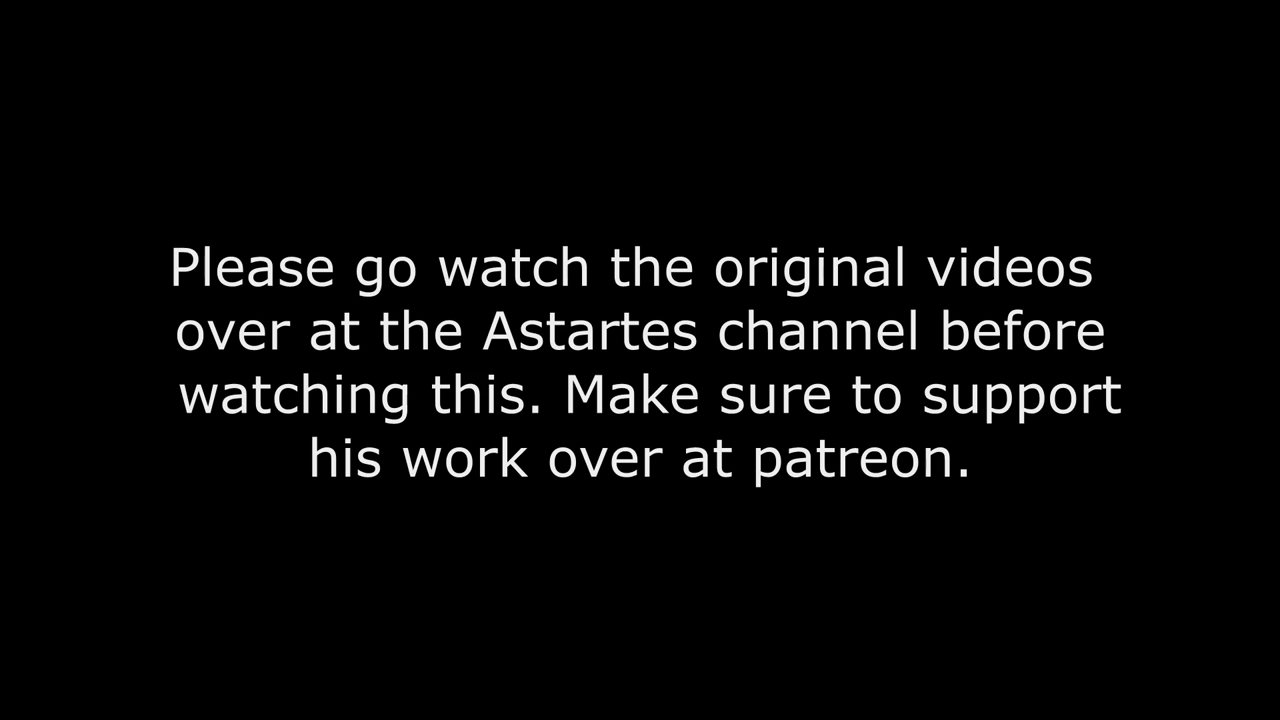 Please go watch the original videos
over at the Astartes channel before
watching this. Make sure to support
his work over at patreon.